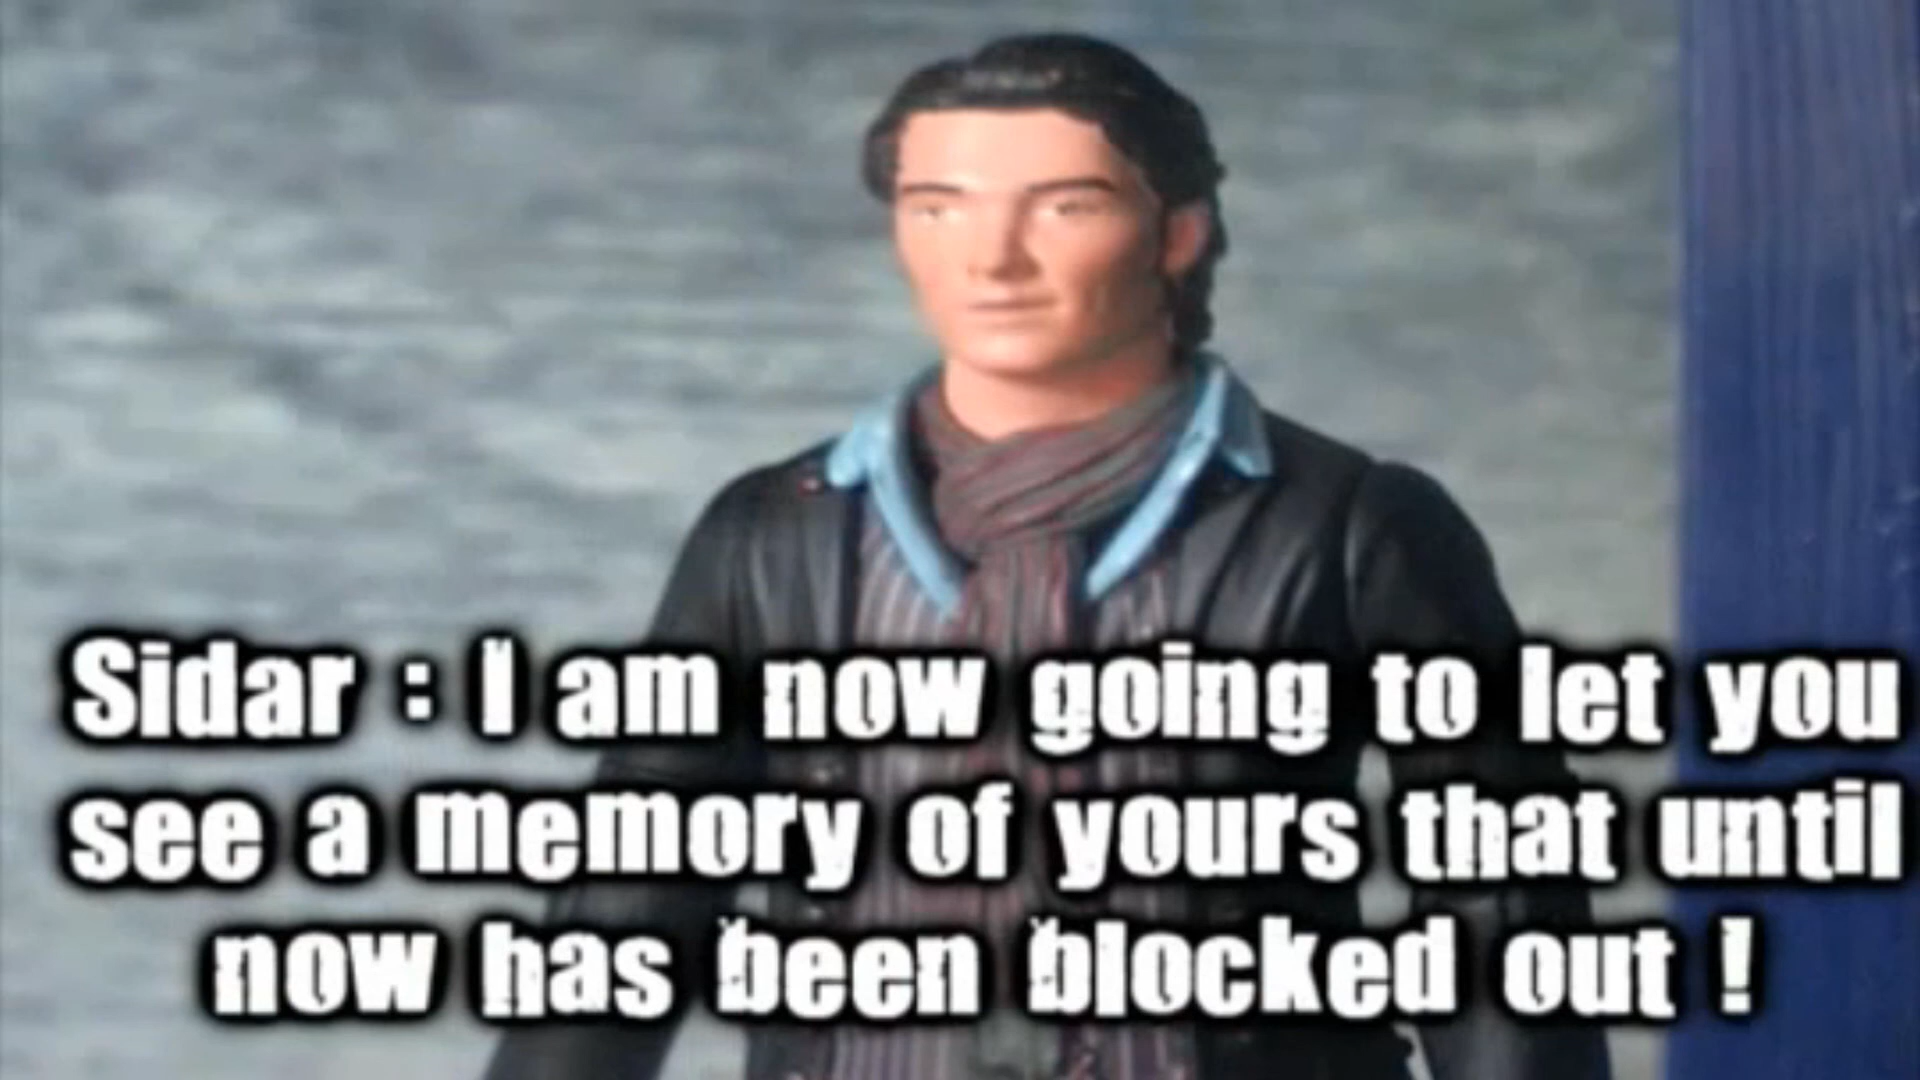 Sidar : I am now going to let you
see a memory of yours that until
now has been blocked out !